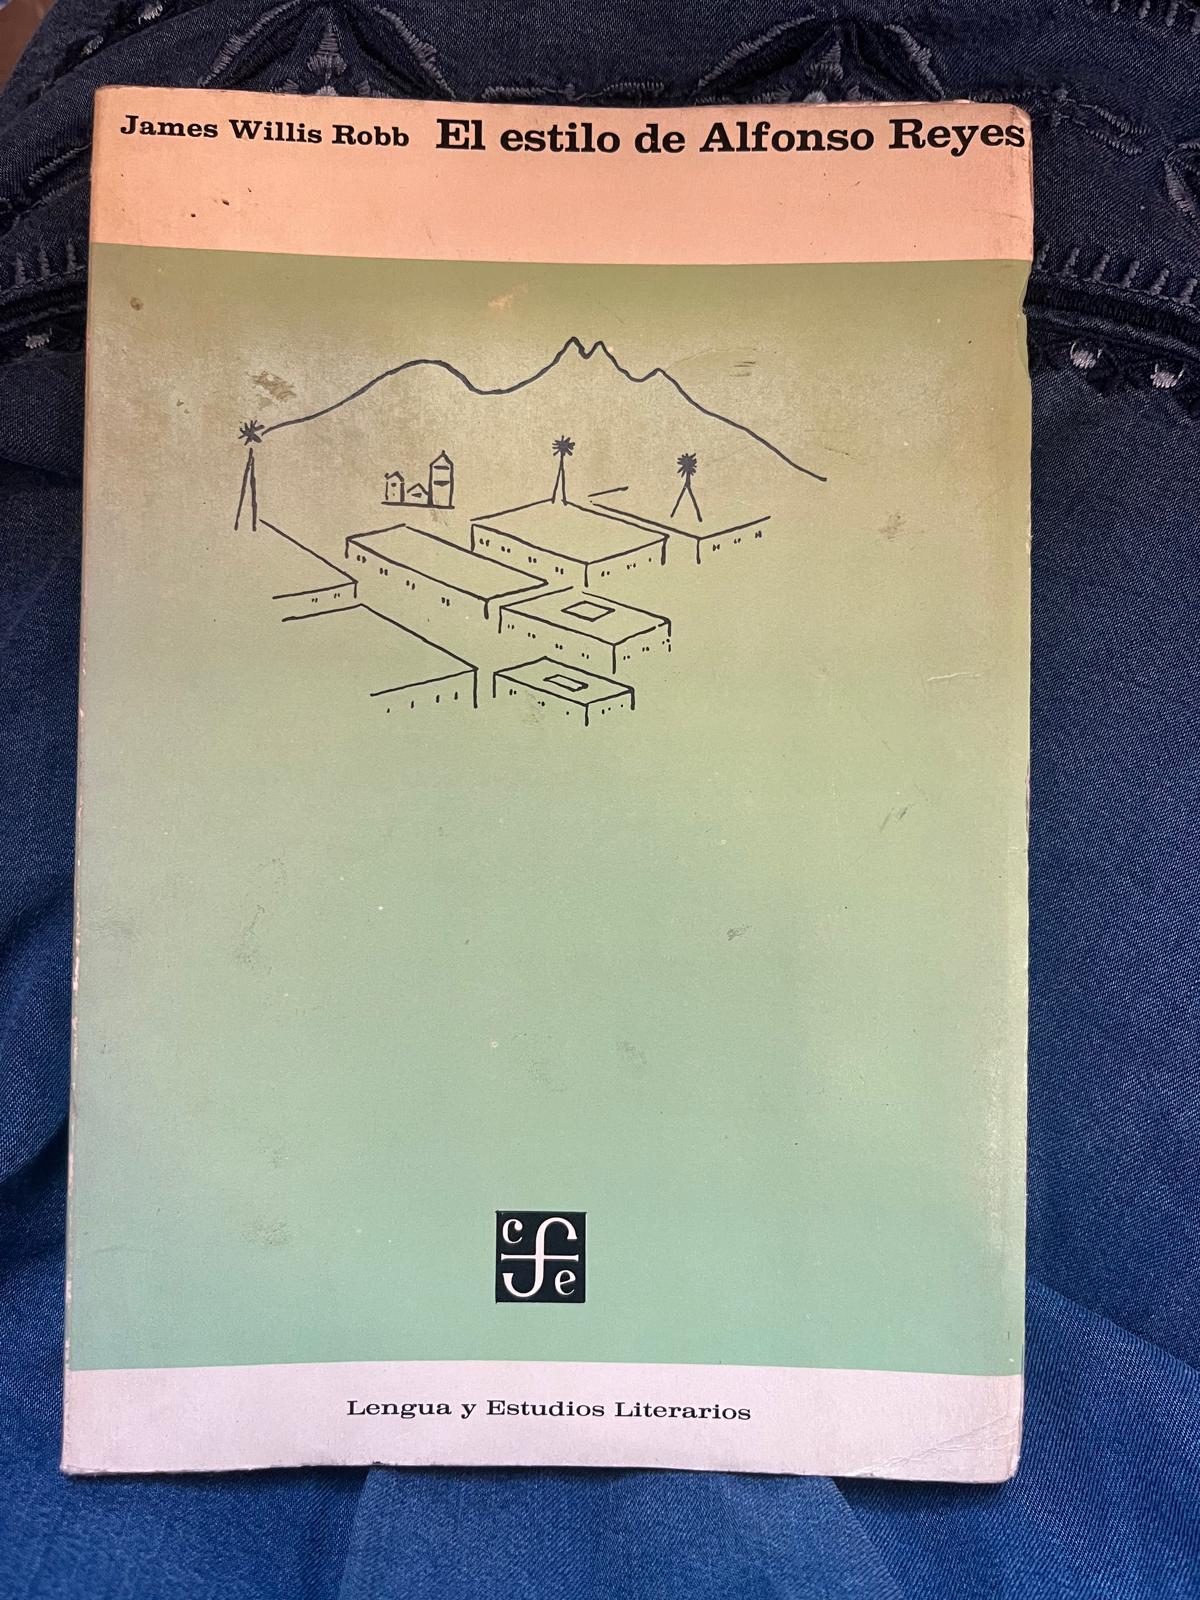 James Willis Robb El estilo de Alfonso Reyes
c f e
Lengua y Estudios Literarios